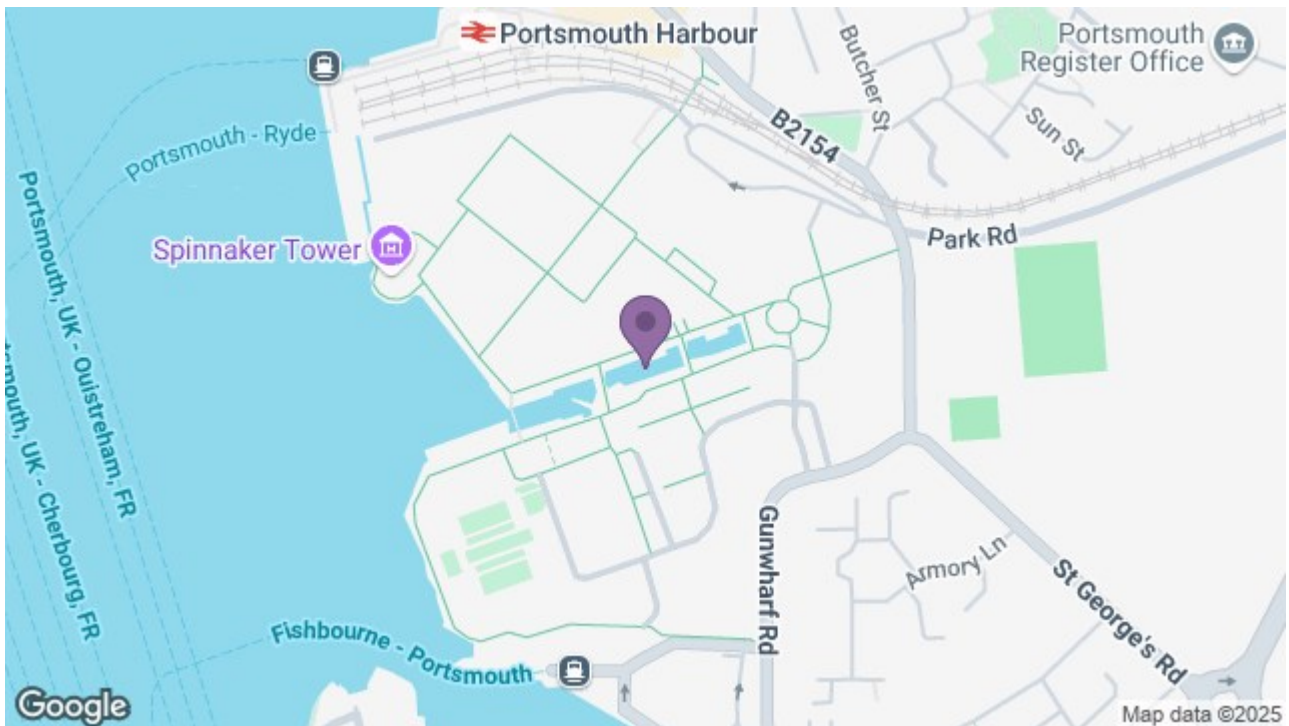 Portsmouth Harbour
Portsmouth
Register Office
Butcher St
Sun St
B2154
Portsmouth - Ryde
Portsmouth, UK - Ouistreham, FR
Spinnaker Tower
Park Rd
tsmouth, UK - Cherbourg, FR
Gunwharf Rd
Armory Ln
St George's Rd
Fishbourne - Portsmouth
Google
Map data ©2025